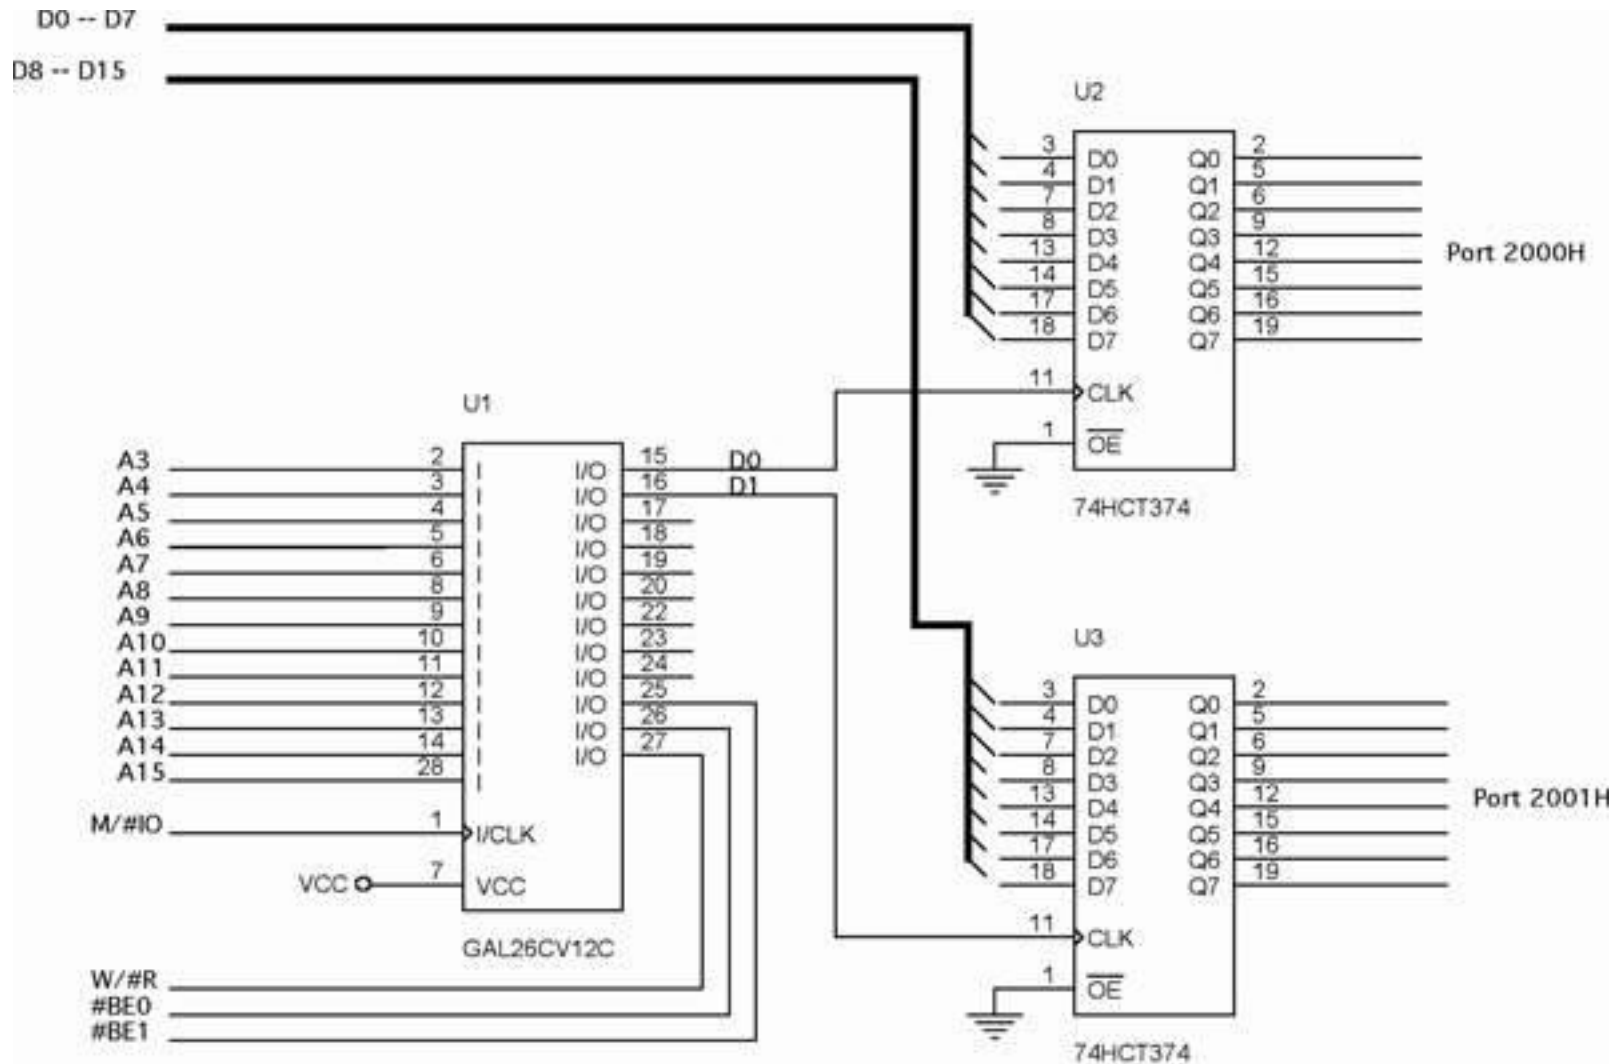 D0 -- D7
D8 -- D15
U2
3 D0 Q0 2
4 D1 Q1 5
7 D2 Q2 6
8 D3 Q3 9
13 D4 Q4 12
14 D5 Q5 15
17 D6 Q6 16
18 D7 Q7 19
Port 2000H
11 CLK
1 OE
74HCT374
U1
A3 2 I I/O 15 D0
A4 3 I I/O 16 D1
A5 4 I I/O 17
A6 5 I I/O 18
A7 6 I I/O 19
A8 8 I I/O 20
A9 9 I I/O 22
A10 10 I I/O 23
A11 11 I I/O 24
A12 12 I I/O 25
A13 13 I I/O 26
A14 14 I I/O 27
A15 28 I
M/#IO 1 I/CLK
VCC 7 VCC
GAL26CV12C
W/#R
#BE0
#BE1
U3
3 D0 Q0 2
4 D1 Q1 5
7 D2 Q2 6
8 D3 Q3 9
13 D4 Q4 12
14 D5 Q5 15
17 D6 Q6 16
18 D7 Q7 19
Port 2001H
11 CLK
1 OE
74HCT374